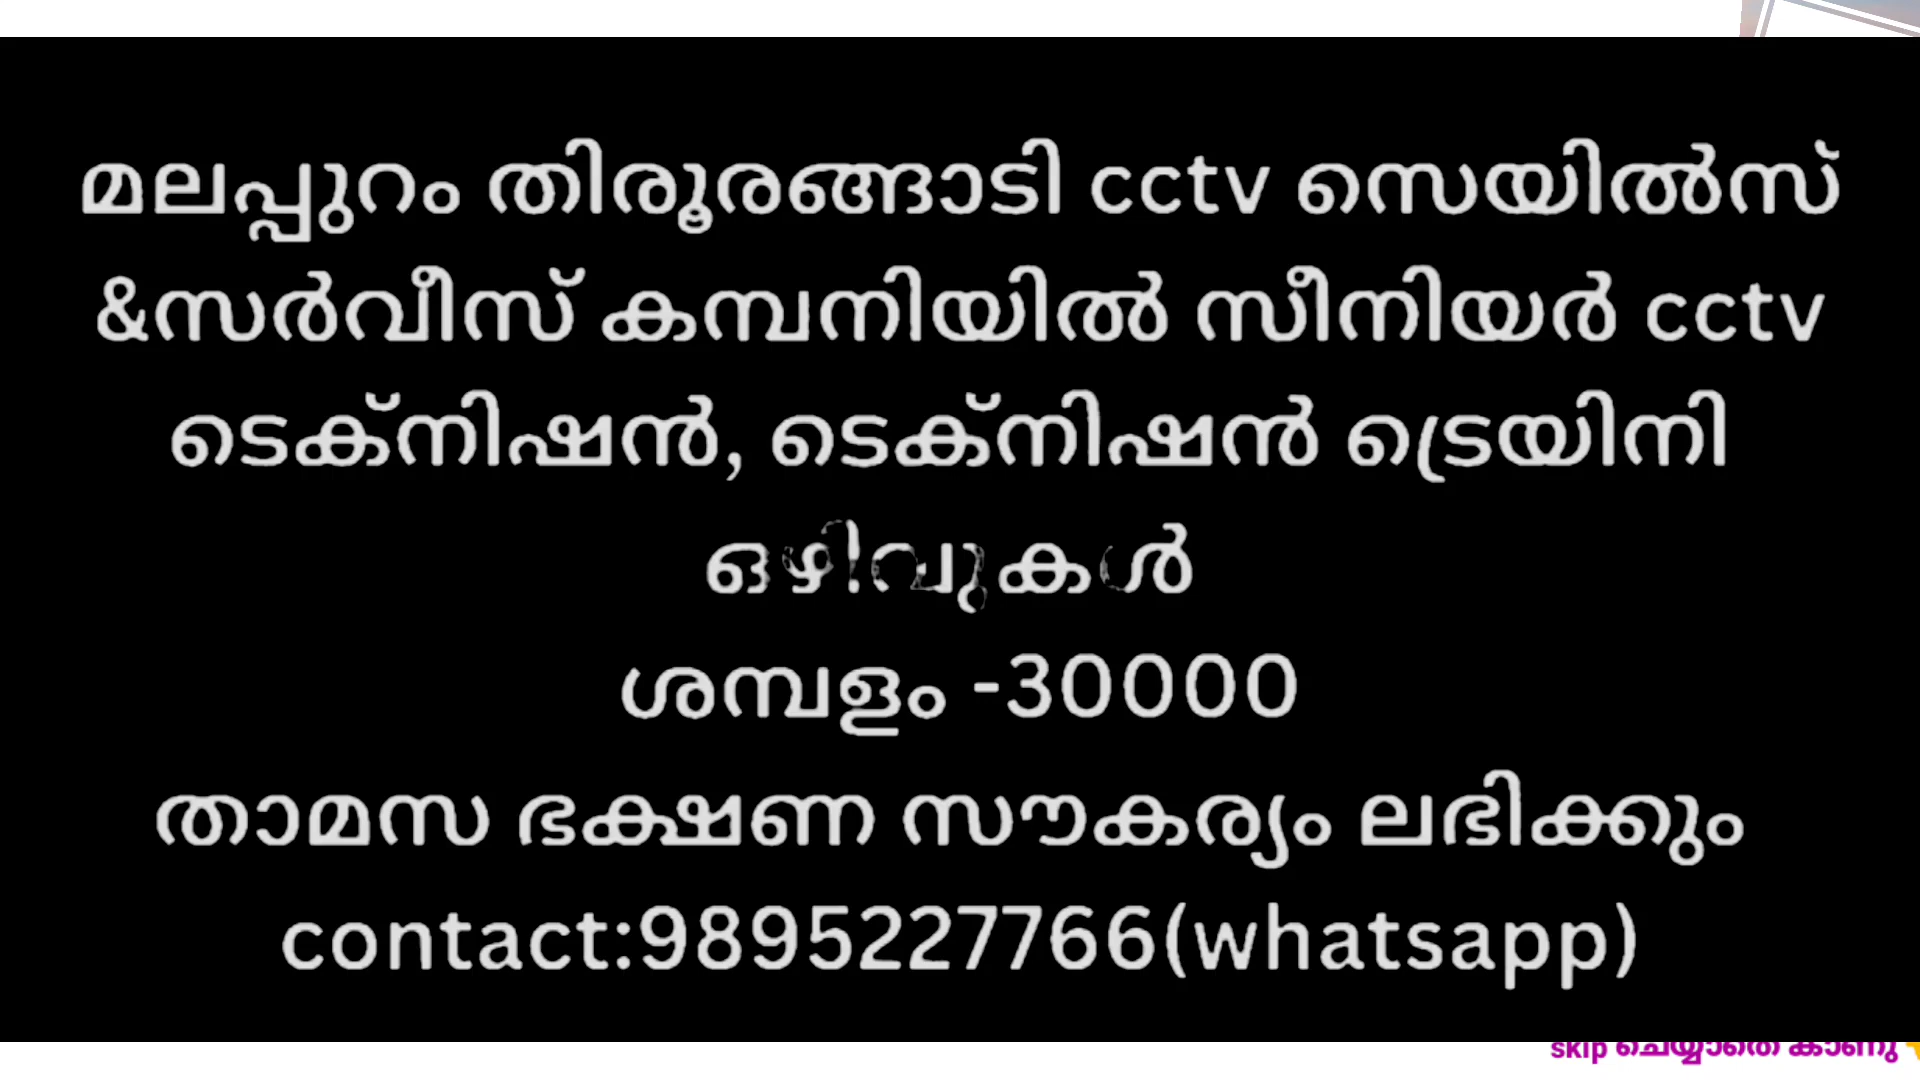 മലപ്പുറം തിരൂരങ്ങാടി cctv സെയിൽസ്
&സർവീസ് കമ്പനിയിൽ സീനിയർ cctv
ടെക്നിഷൻ, ടെക്നിഷൻ ട്രെയിനി
ഒഴിവുകൾ
ശമ്പളം -30000
താമസ ഭക്ഷണ സൗകര്യം ലഭിക്കും
contact:9895227766(whatsapp)
skip ചെയ്യാതെ കാണു